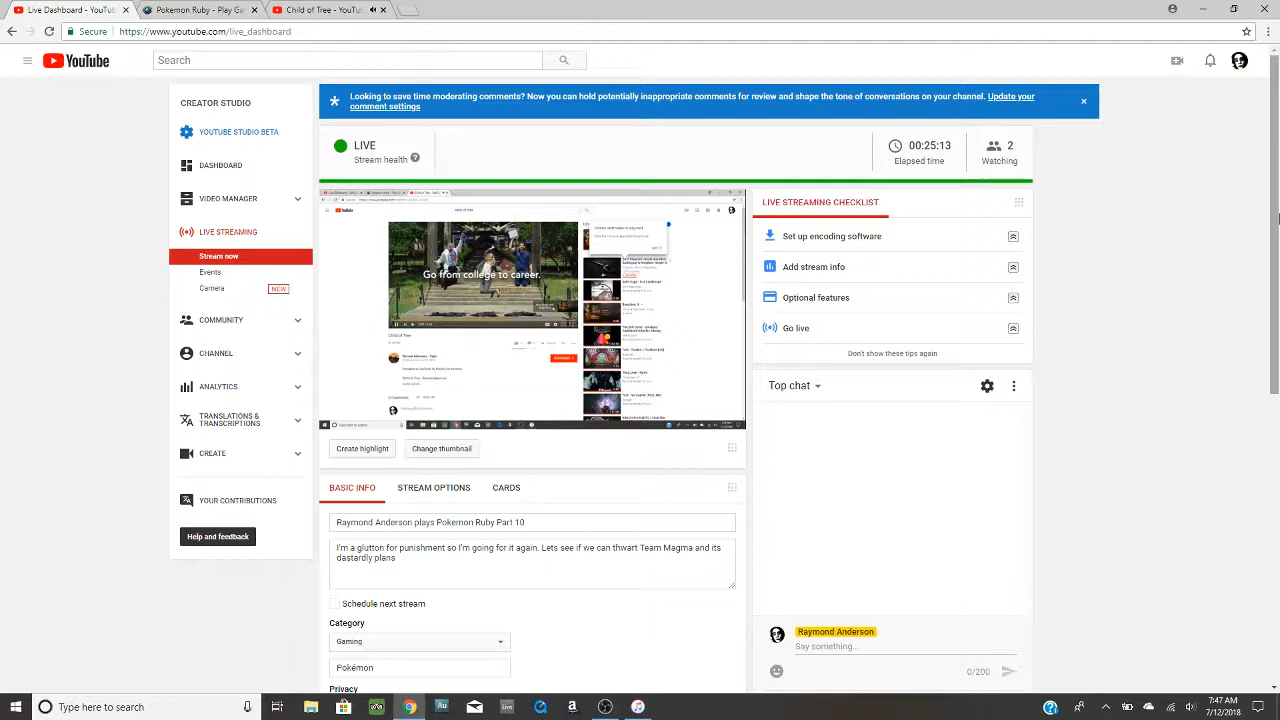 Live Dashboard - YouTub
Pokemon Ruby - Play Ga
Child of Tree - YouTu
Secure
https://www.youtube.com/live_dashboard
YouTube
Search
CREATOR STUDIO
YOUTUBE STUDIO BETA
DASHBOARD
VIDEO MANAGER
LIVE STREAMING
Stream now
Events
Camera
NEW
COMMUNITY
CHANNEL
ANALYTICS
TRANSLATIONS &
TRANSCRIPTIONS
CREATE
YOUR CONTRIBUTIONS
Help and feedback
Looking to save time moderating comments? Now you can hold potentially inappropriate comments for review and shape the tone of conversations on your channel. Update your
comment settings
LIVE
Stream health
00:25:13
Elapsed time
2
Watching
Go from college to career.
Child of Tree
Create highlight
Change thumbnail
BASIC INFO
STREAM OPTIONS
CARDS
Raymond Anderson plays Pokemon Ruby Part 10
I'm a glutton for punishment so I'm going for it again. Lets see if we can thwart Team Magma and its
dastardly plans
Schedule next stream
Category
Gaming
Pokémon
Privacy
LIVE STREAMING CHECKLIST
Set up encoding software
Add stream info
Optional features
Go live
Don't show these tips again
Top chat
Raymond Anderson
Say something...
0/200
Type here to search
Au
live
7:47 AM
7/12/2018